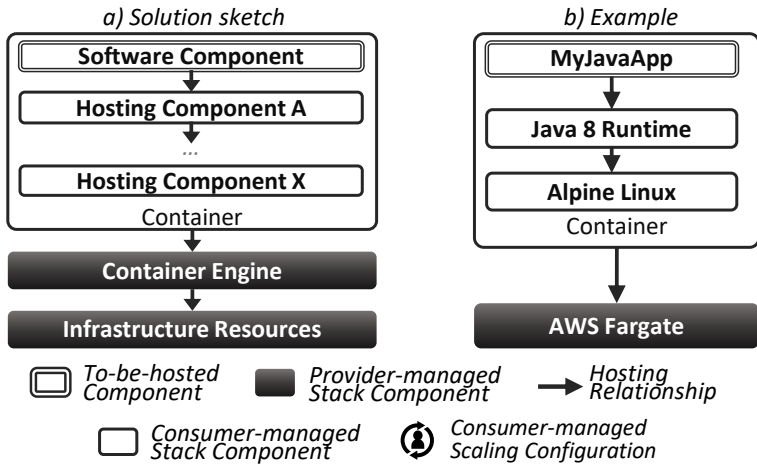 a) Solution sketch
Software Component
Hosting Component A
...
Hosting Component X
Container
Container Engine
Infrastructure Resources
b) Example
MyJavaApp
Java 8 Runtime
Alpine Linux
Container
AWS Fargate
To-be-hosted
Component
Provider-managed
Stack Component
Hosting
Relationship
Consumer-managed
Stack Component
Consumer-managed
Scaling Configuration